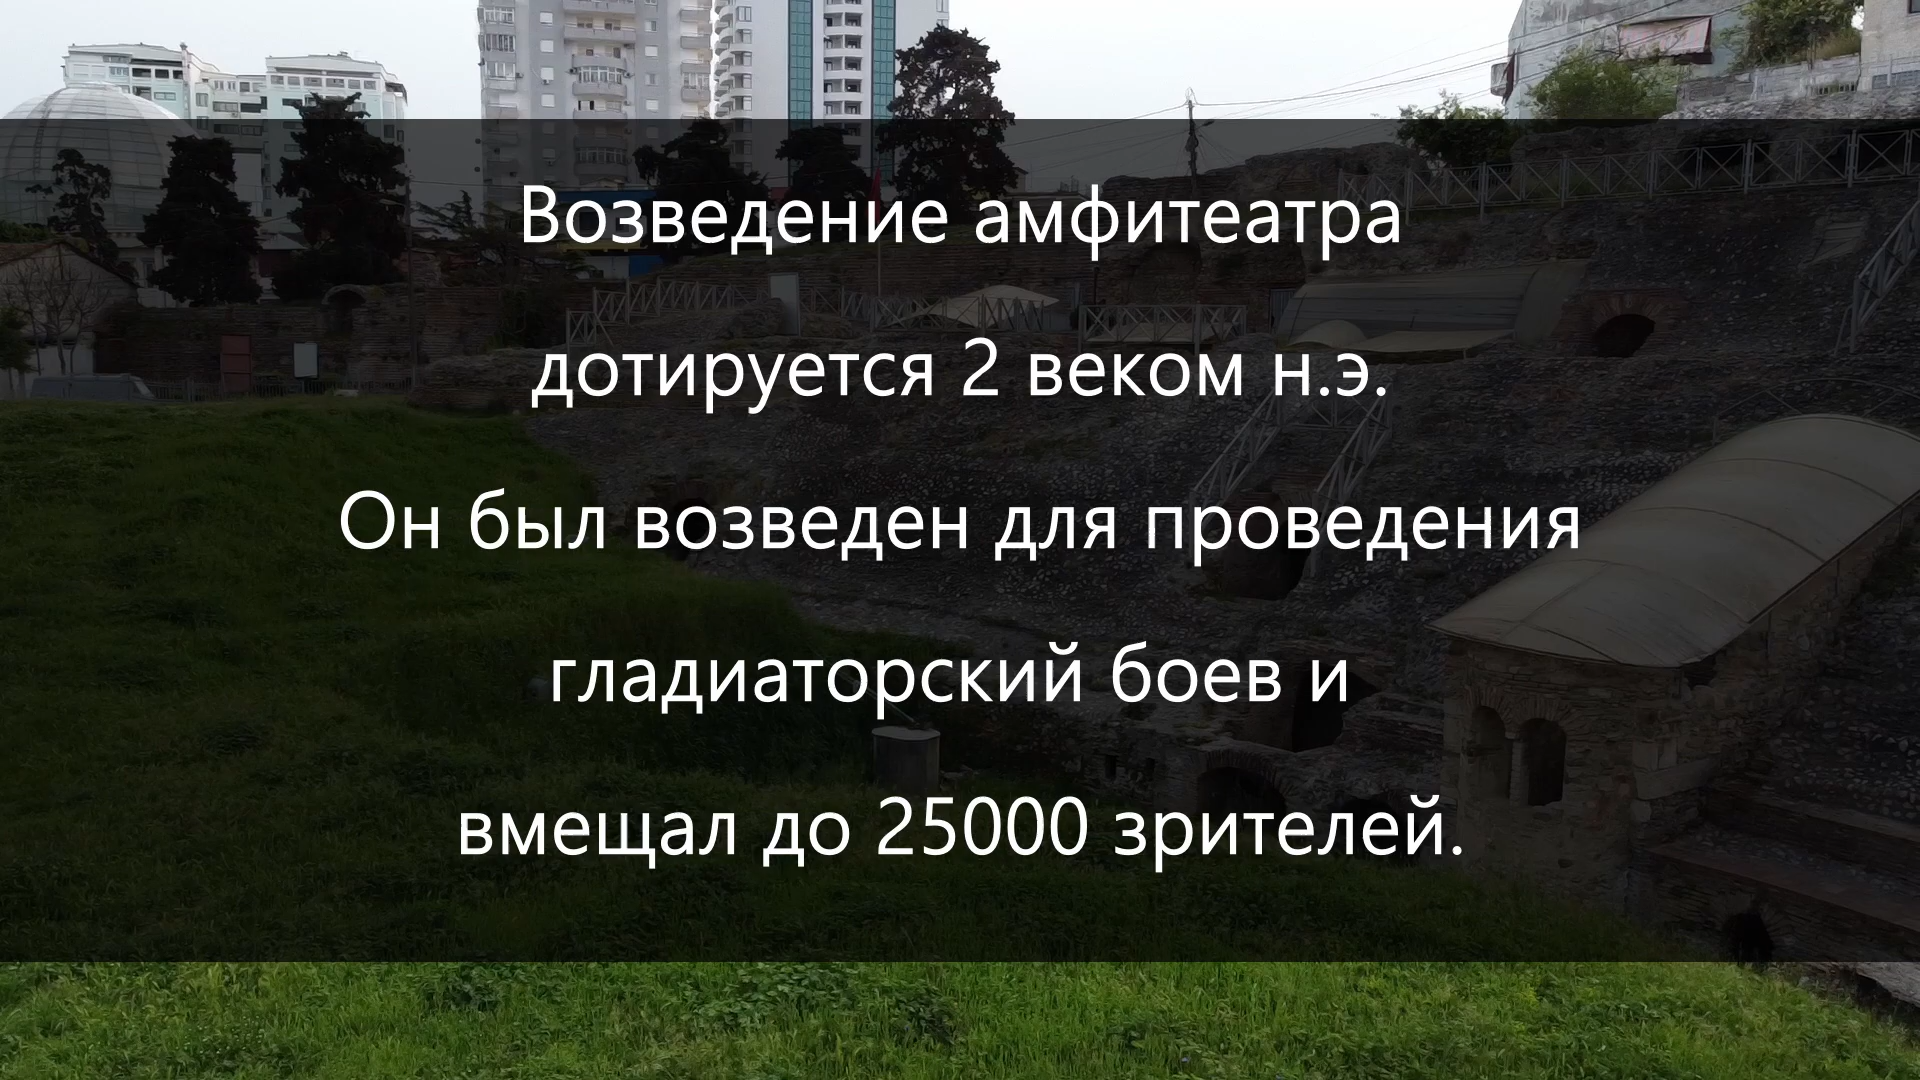 Возведение амфитеатра
дотируется 2 веком н.э.
Он был возведен для проведения
гладиаторский боев и
вмещал до 25000 зрителей.